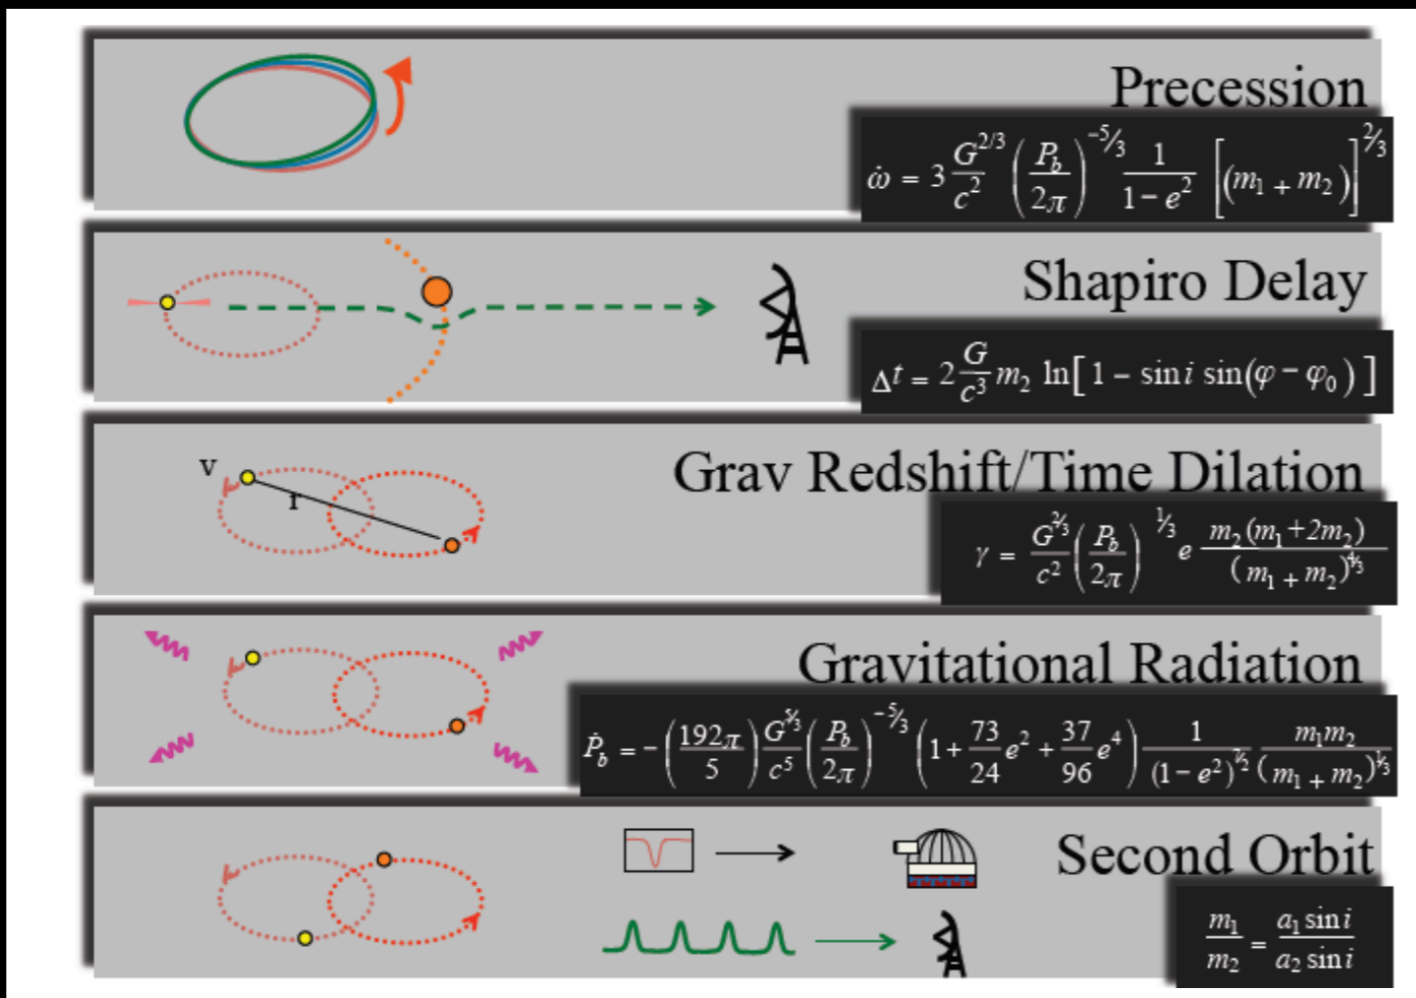 Precession
ω̇ = 3 G^{2/3}/c^2 (P_b/2π)^{-5/3} 1/(1-e^2) [(m_1 + m_2)]^{2/3}
Shapiro Delay
Δt = 2 G/c^3 m_2 ln[1 - sin i sin(φ - φ_0)]
v
r
Grav Redshift/Time Dilation
γ = G^{2/3}/c^2 (P_b/2π)^{1/3} e m_2(m_1+2m_2)/(m_1+m_2)^{4/3}
Gravitational Radiation
Ṗ_b = -(192π/5) G^{5/3}/c^5 (P_b/2π)^{-5/3} (1 + 73/24 e^2 + 37/96 e^4) 1/(1-e^2)^{7/2} m_1m_2/(m_1+m_2)^{1/3}
Second Orbit
m_1/m_2 = a_1 sin i/a_2 sin i